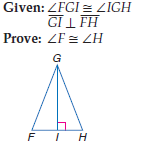 Given: ∠FGI ≅ ∠IGH
GI ⊥ FH
Prove: ∠F ≅ ∠H
G
F I H